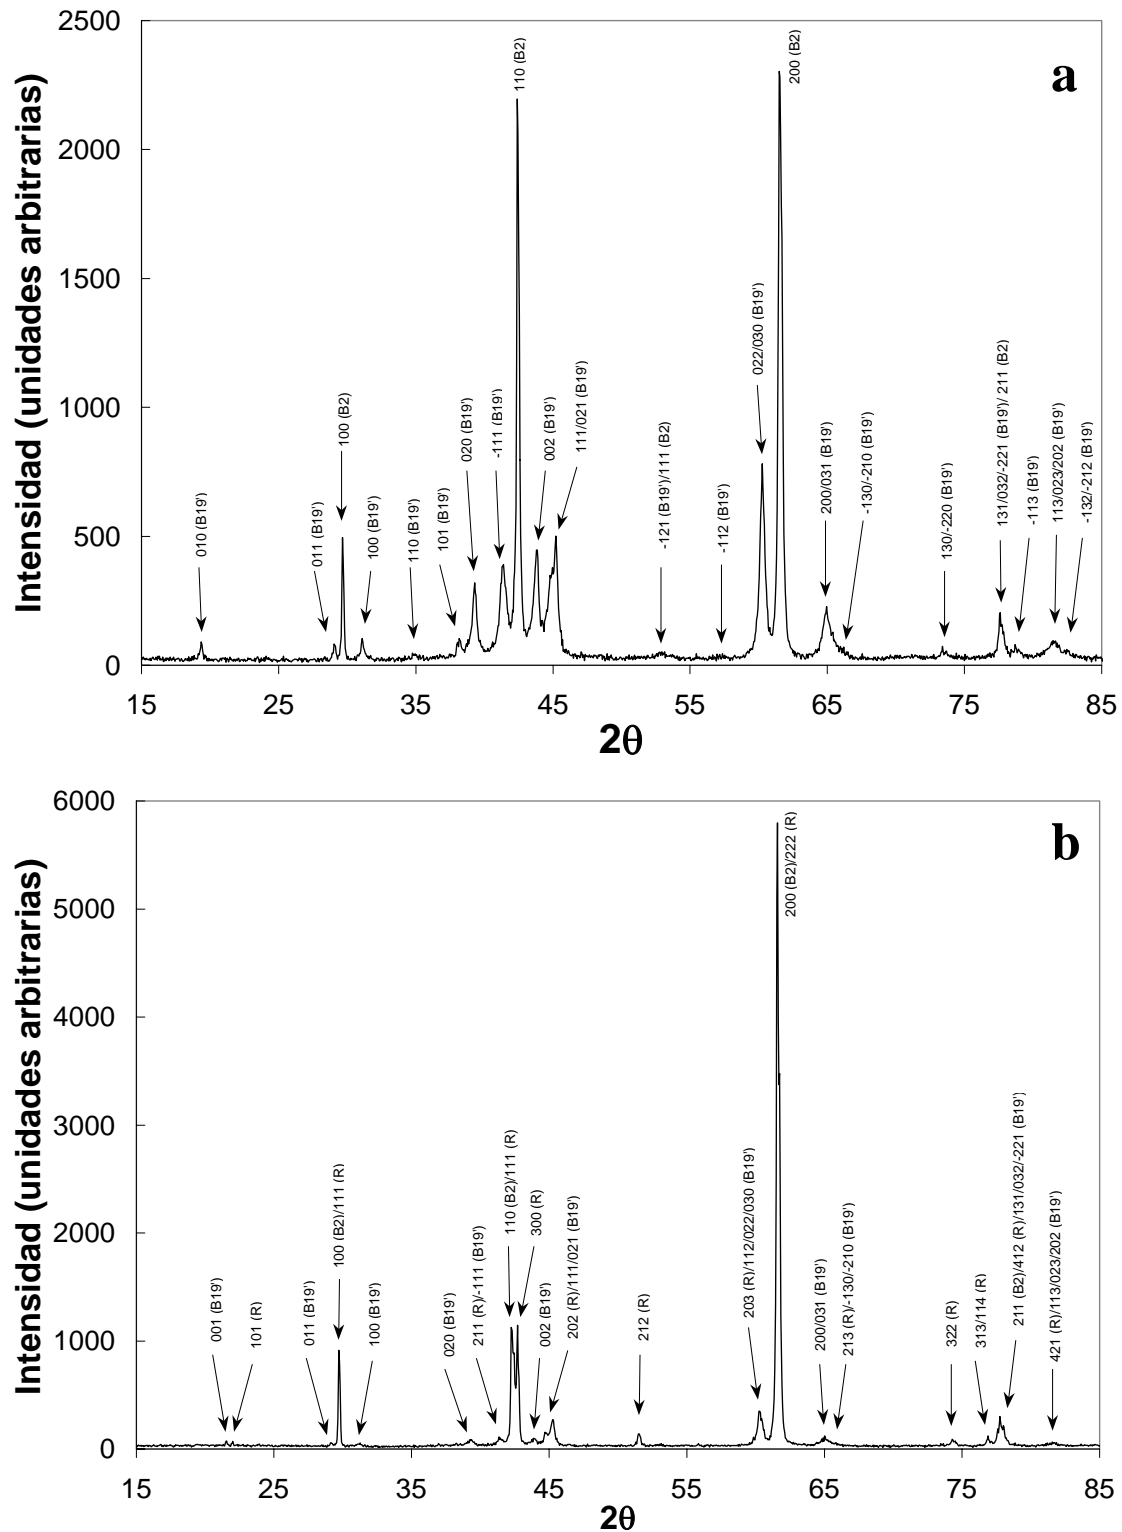 a
Intensidad (unidades arbitrarias)
2500
2000
1500
1000
500
0
010 (B19')
011 (B19')
100 (B2)
100 (B19')
110 (B19')
101 (B19')
020 (B19')
-111 (B19')
110 (B2)
002 (B19')
111/021 (B19')
-121 (B19')/111 (B2)
-112 (B19')
022/030 (B19')
200 (B2)
200/031 (B19')
-130/-210 (B19')
130/-220 (B19')
131/032/-221 (B19')/ 211 (B2)
-113 (B19')
113/023/202 (B19')
-132/-212 (B19')
15 25 35 45 55 65 75 85
2θ
b
Intensidad (unidades arbitrarias)
6000
5000
4000
3000
2000
1000
0
001 (B19')
101 (R)
011 (B19')
100 (B2)/111 (R)
100 (B19')
020 (B19')
211 (R)/-111 (B19')
110 (B2)/111 (R)
300 (R)
002 (B19')
202 (R)/111/021 (B19')
212 (R)
203 (R)/112/022/030 (B19')
200 (B2)/222 (R)
200/031 (B19')
213 (R)/-130/-210 (B19')
322 (R)
313/114 (R)
211 (B2)/412 (R)/131/032/-221 (B19')
421 (R)/113/023/202 (B19')
15 25 35 45 55 65 75 85
2θ